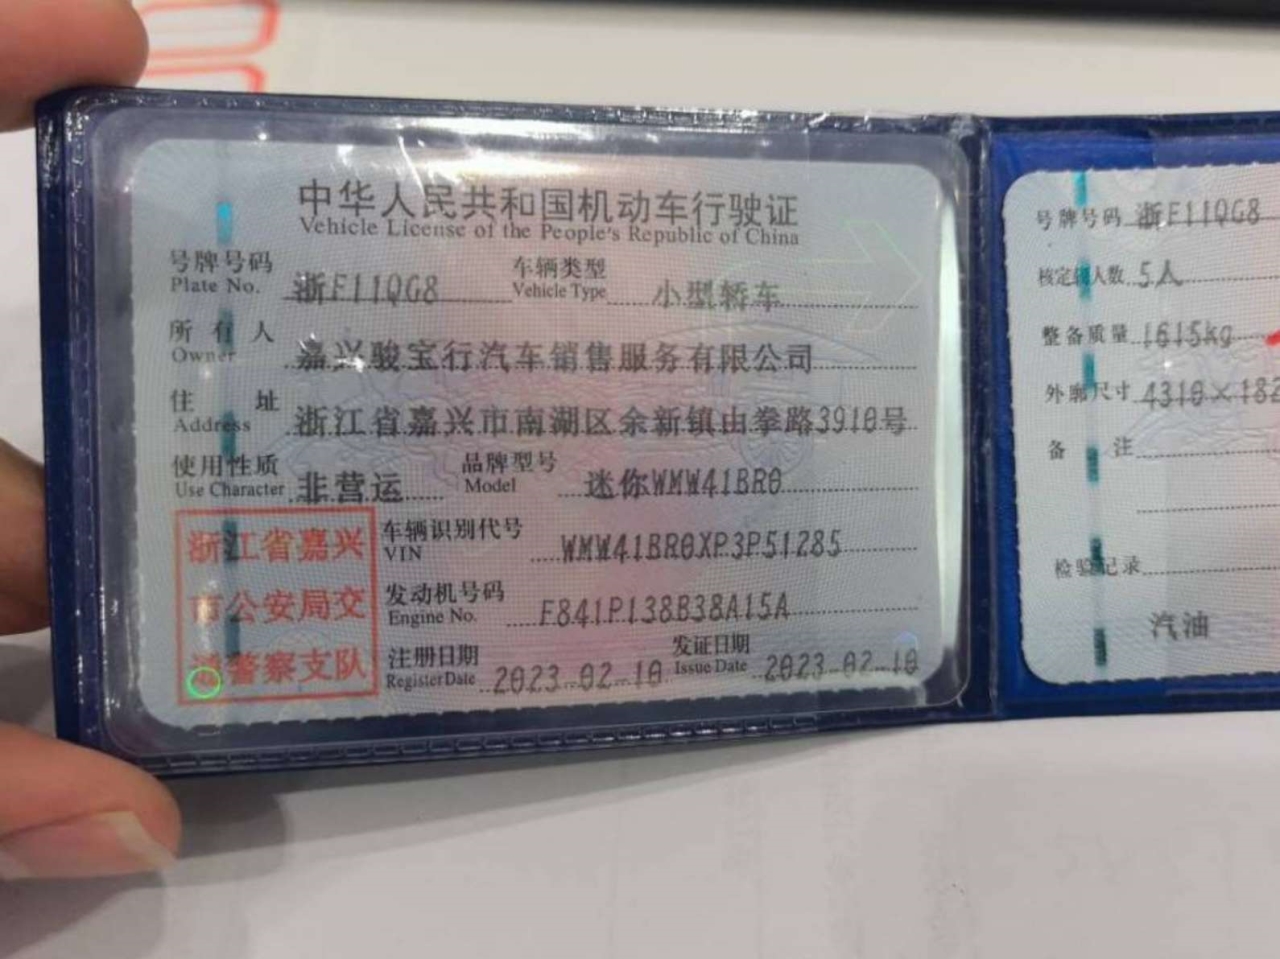 中华人民共和国机动车行驶证
Vehicle License of the People's Republic of China
号牌号码 浙F11QG8 车辆类型 小型轿车
Plate No. Vehicle Type
所有人 嘉兴骏宝行汽车销售服务有限公司
Owner
住址 浙江省嘉兴市南湖区余新镇由拳路3910号
Address
使用性质 非营运 品牌型号 迷你WMW41BR0
Use Character Model
浙江省嘉兴
市公安局交
通警察支队
车辆识别代号 WMW41BR0XP3P51285
VIN
发动机号码 F841P138B38A15A
Engine No.
注册日期 2023-02-10 发证日期 2023-02-10
Register Date Issue Date
号牌号码 浙F11QG8
核定载人数 5人
整备质量 1615kg
外廓尺寸 4310×182
备注
检验记录
汽油